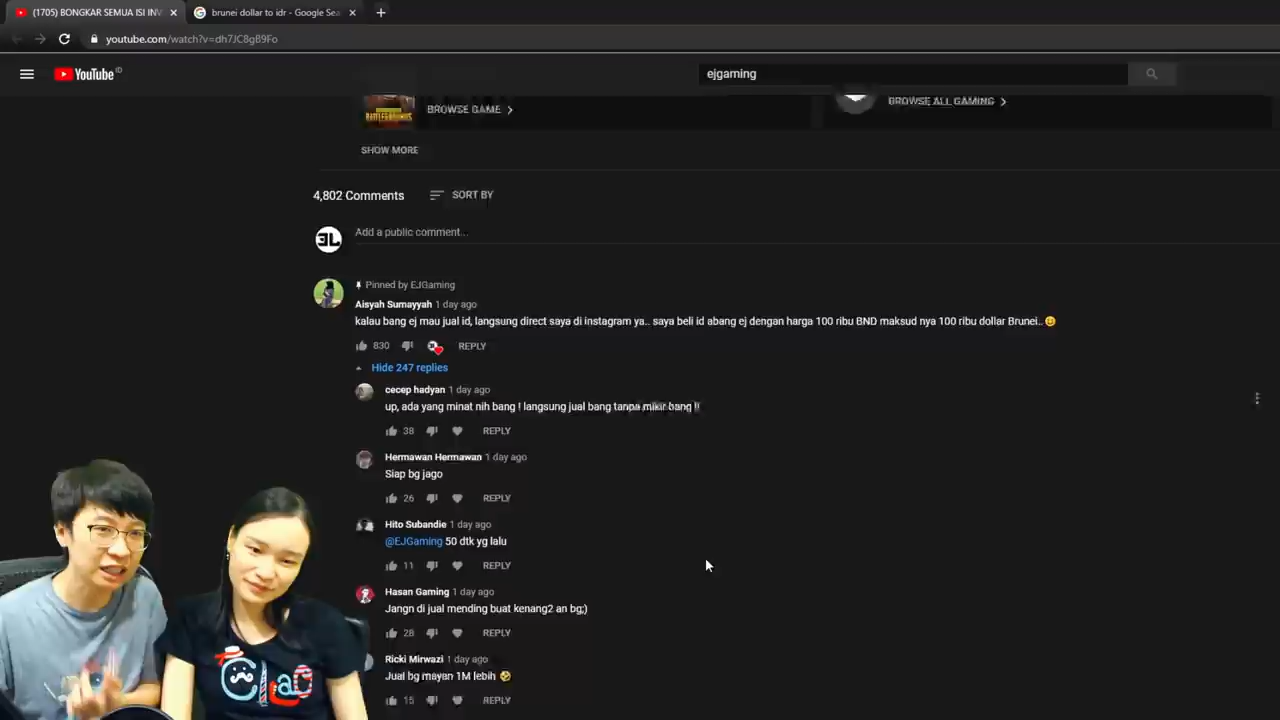 (1705) BONGKAR SEMUA ISI INV
brunei dollar to idr - Google Sea
youtube.com/watch?v=dh7JC8gB9Fo
YouTube ID
ejgaming
BATTLEGROUNDS
BROWSE GAME
BROWSE ALL GAMING
SHOW MORE
4,802 Comments
SORT BY
EL
Add a public comment...
Pinned by EJGaming
Aisyah Sumayyah 1 day ago
kalau bang ej mau jual id, langsung direct saya di instagram ya.. saya beli id abang ej dengan harga 100 ribu BND maksud nya 100 ribu dollar Brunei.. 😆
830 REPLY
Hide 247 replies
cecep hadyan 1 day ago
up, ada yang minat nih bang ! langsung jual bang tanpa mikir bang !!
38 REPLY
Hermawan Hermawan 1 day ago
Siap bg jago
26 REPLY
Hito Subandie 1 day ago
@EJGaming 50 dtk yg lalu
11 REPLY
Hasan Gaming 1 day ago
Jangn di jual mending buat kenang2 an bg;)
28 REPLY
Ricki Mirwazi 1 day ago
Jual bg mayan 1M lebih 🤣
15 REPLY